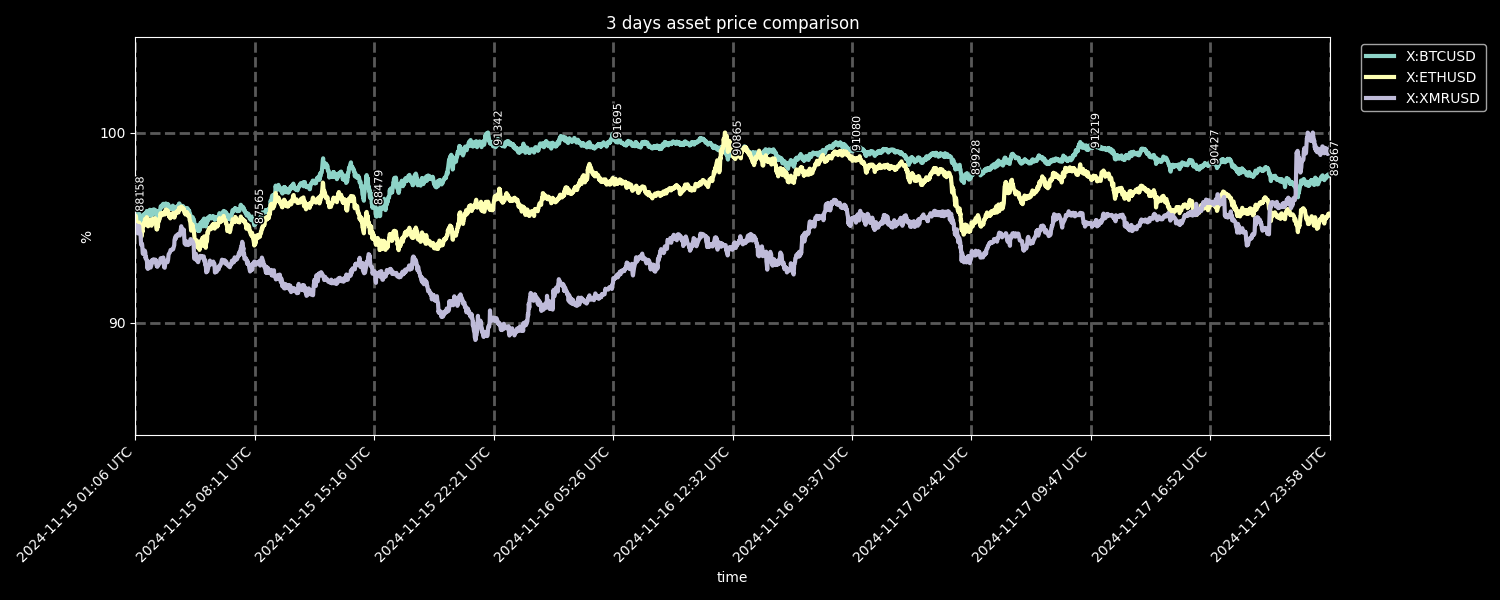 3 days asset price comparison
X:BTCUSD
X:ETHUSD
X:XMRUSD
%
100
90
88158
87565
88479
91342
91695
90865
91080
89928
91219
90427
89867
2024-11-15 01:06 UTC
2024-11-15 08:11 UTC
2024-11-15 15:16 UTC
2024-11-15 22:21 UTC
2024-11-16 05:26 UTC
2024-11-16 12:32 UTC
2024-11-16 19:37 UTC
2024-11-17 02:42 UTC
2024-11-17 09:47 UTC
2024-11-17 16:52 UTC
2024-11-17 23:58 UTC
time